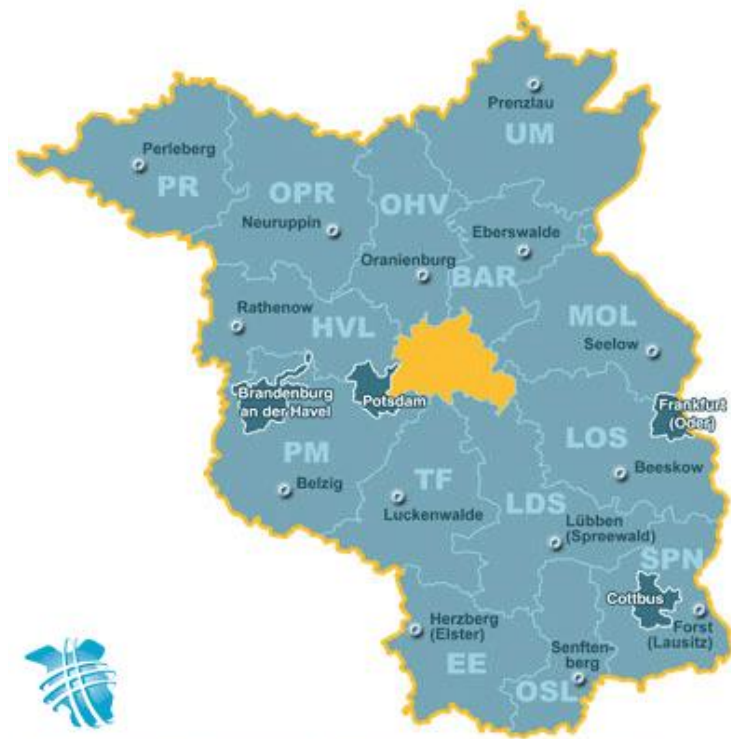 Prenzlau
UM
Perleberg
PR
OPR
Neuruppin
OHV
Eberswalde
Oranienburg
BAR
Rathenow
HVL
MOL
Seelow
Brandenburg
an der Havel
Potsdam
Frankfurt
(Oder)
PM
LOS
Belzig
TF
Beeskow
Luckenwalde
LDS
Lübben
(Spreewald)
SPN
Cottbus
Herzberg
(Elster)
Forst
(Lausitz)
EE
Senften-
berg
OSL